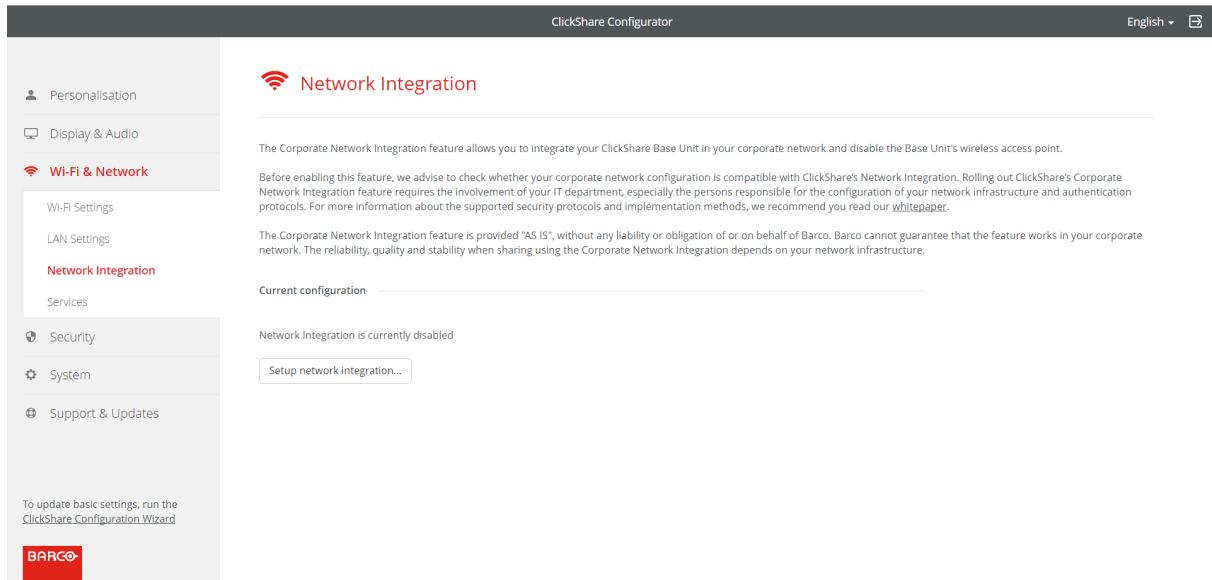 ClickShare Configurator
English
Personalisation
Display & Audio
Wi-Fi & Network
Wi-Fi Settings
LAN Settings
Network Integration
Services
Security
System
Support & Updates
To update basic settings, run the
ClickShare Configuration Wizard
BARCO
Network Integration
The Corporate Network Integration feature allows you to integrate your ClickShare Base Unit in your corporate network and disable the Base Unit's wireless access point.
Before enabling this feature, we advise to check whether your corporate network configuration is compatible with ClickShare's Network Integration. Rolling out ClickShare's Corporate
Network Integration feature requires the involvement of your IT department, especially the persons responsible for the configuration of your network infrastructure and authentication
protocols. For more information about the supported security protocols and implementation methods, we recommend you read our whitepaper.
The Corporate Network Integration feature is provided "AS IS", without any liability or obligation of or on behalf of Barco. Barco cannot guarantee that the feature works in your corporate
network. The reliability, quality and stability when sharing using the Corporate Network Integration depends on your network infrastructure.
Current configuration
Network Integration is currently disabled
Setup network integration...